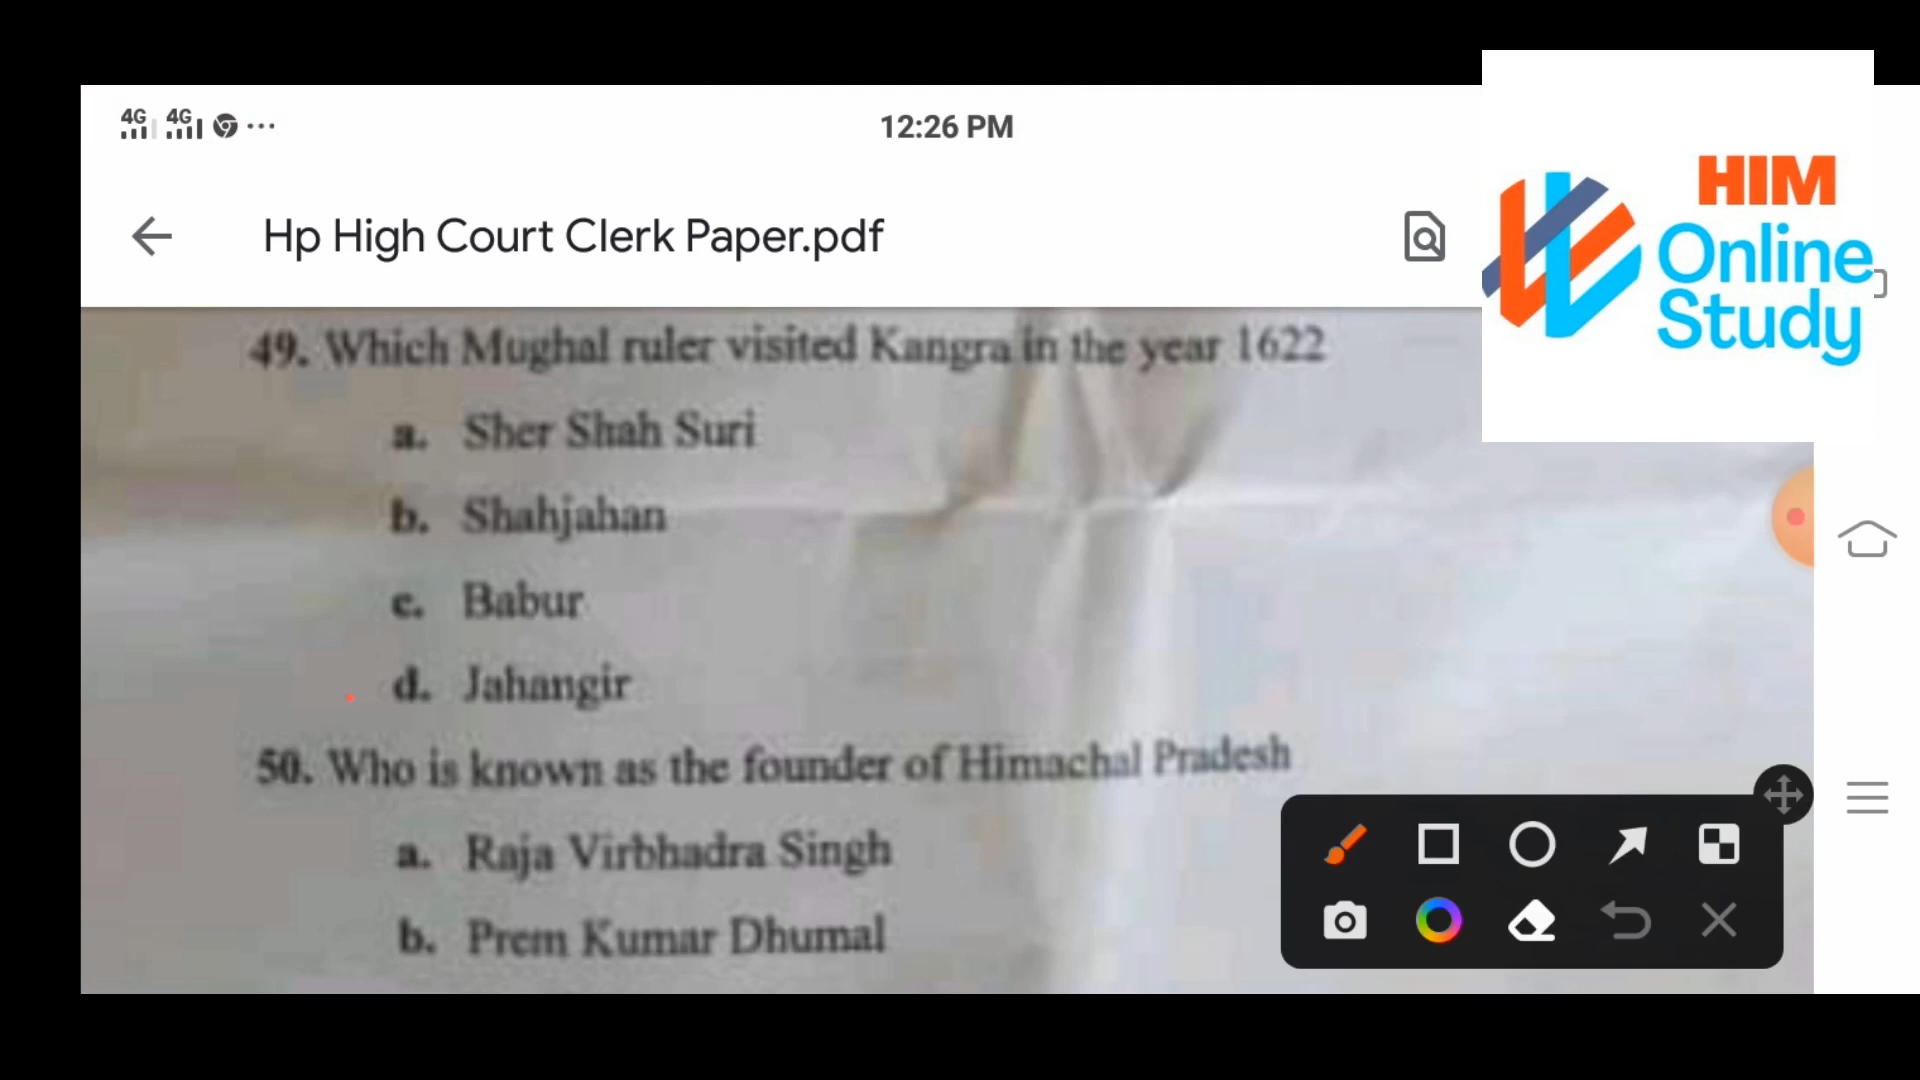 4G 4G ...
12:26 PM
Hp High Court Clerk Paper.pdf
HIM
Online
Study
49. Which Mughal ruler visited Kangra in the year 1622
a. Sher Shah Suri
b. Shahjahan
c. Babur
d. Jahangir
50. Who is known as the founder of Himachal Pradesh
a. Raja Virbhadra Singh
b. Prem Kumar Dhumal